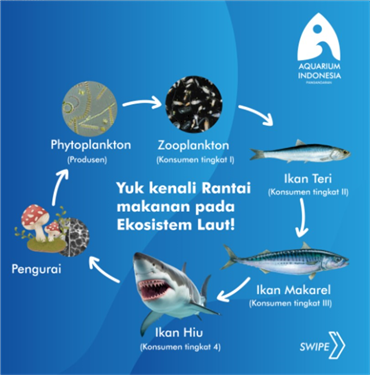 AQUARIUM
INDONESIA
Phytoplankton
(Produsen)
Zooplankton
(Konsumen tingkat I)
Ikan Teri
(Konsumen tingkat II)
Yuk kenali Rantai
makanan pada
Ekosistem Laut!
Pengurai
Ikan Makarel
(Konsumen tingkat III)
Ikan Hiu
(Konsumen tingkat 4)
SWIPE